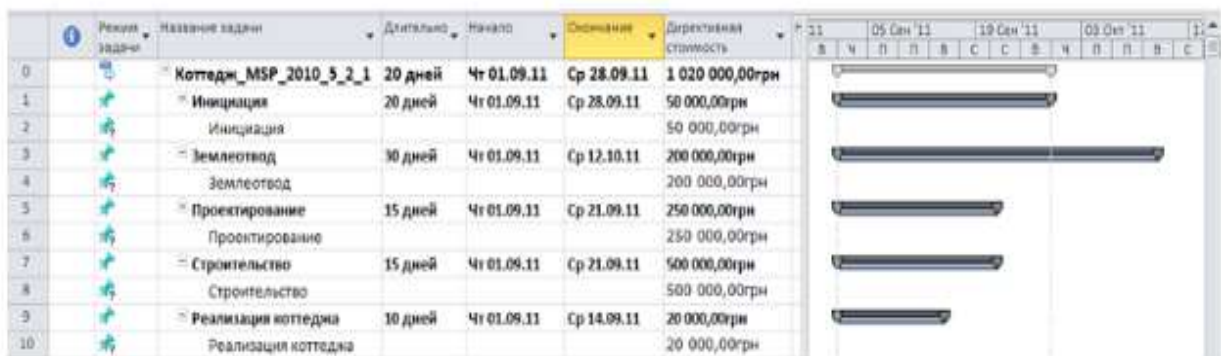 Режим задачи Название задачи Длительно Начало Окончание Директивная стоимость 11 05 Сен '11 19 Сен '11 03 Окт '11
В Ч П П В С С В Ч П П В С
0 Коттедж_MSP_2010_5_2_1 20 дней Чт 01.09.11 Ср 28.09.11 1 020 000,00грн
1 Инициация 20 дней Чт 01.09.11 Ср 28.09.11 50 000,00грн
2 Инициация 50 000,00грн
3 Землеотвод 30 дней Чт 01.09.11 Ср 12.10.11 200 000,00грн
4 Землеотвод 200 000,00грн
5 Проектирование 15 дней Чт 01.09.11 Ср 21.09.11 250 000,00грн
6 Проектирование 250 000,00грн
7 Строительство 15 дней Чт 01.09.11 Ср 21.09.11 500 000,00грн
8 Строительство 500 000,00грн
9 Реализация коттеджа 10 дней Чт 01.09.11 Ср 14.09.11 20 000,00грн
10 Реализация коттеджа 20 000,00грн